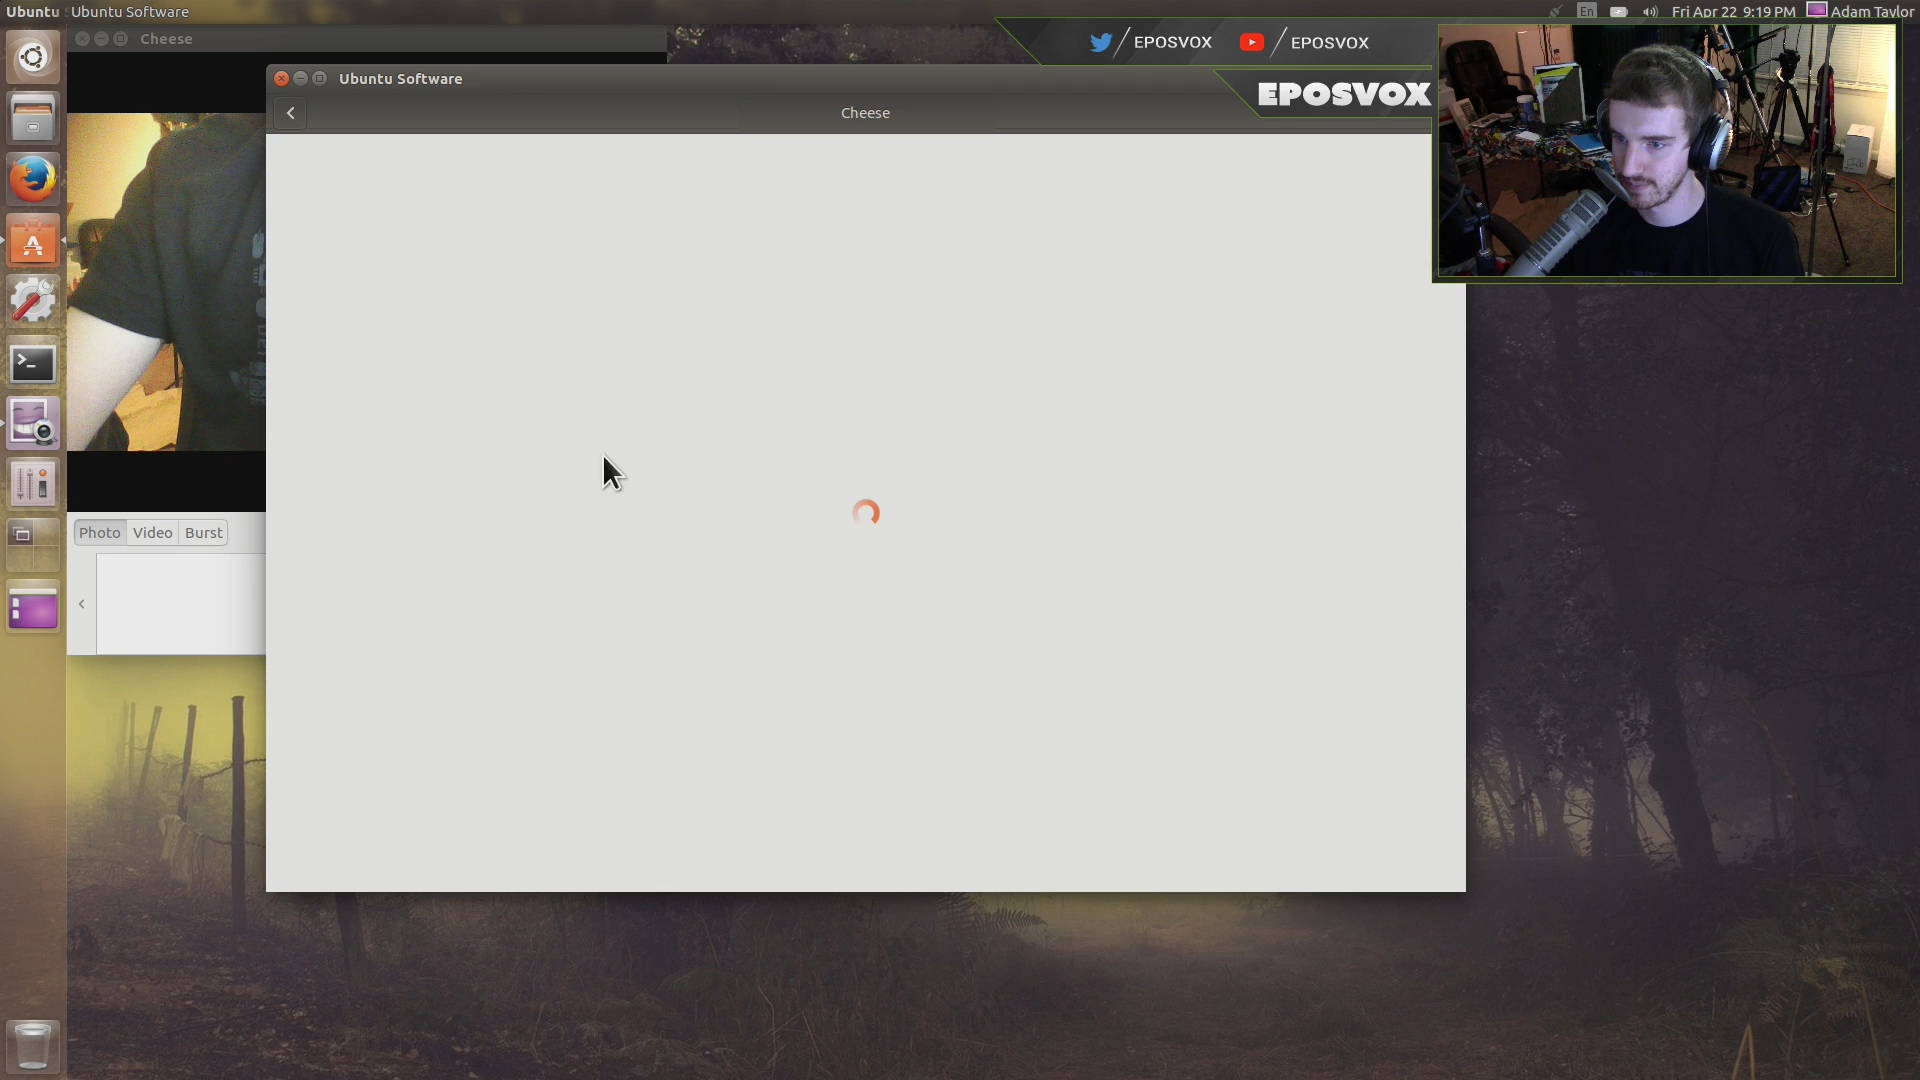 Ubuntu Ubuntu Software
En
Fri Apr 22 9:19 PM
Adam Taylor
Cheese
EPOSVOX
EPOSVOX
Ubuntu Software
EPOSVOX
Cheese
Photo
Video
Burst